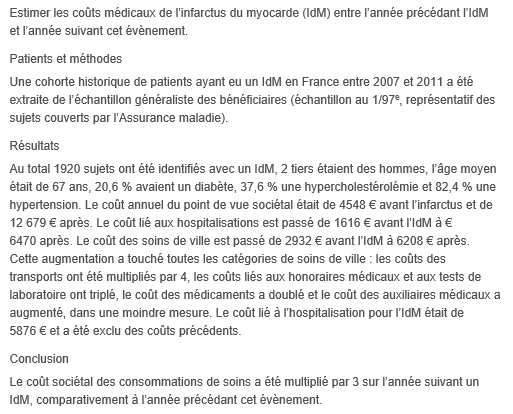 Estimer les coûts médicaux de l’infarctus du myocarde (IdM) entre l’année précédant l’IdM
et l’année suivant cet évènement.
Patients et méthodes
Une cohorte historique de patients ayant eu un IdM en France entre 2007 et 2011 a été
extraite de l’échantillon généraliste des bénéficiaires (échantillon au 1/97e, représentatif des
sujets couverts par l’Assurance maladie).
Résultats
Au total 1920 sujets ont été identifiés avec un IdM, 2 tiers étaient des hommes, l’âge moyen
était de 67 ans, 20,6 % avaient un diabète, 37,6 % une hypercholestérolémie et 82,4 % une
hypertension. Le coût annuel du point de vue sociétal était de 4548 € avant l’infarctus et de
12 679 € après. Le coût lié aux hospitalisations est passé de 1616 € avant l’IdM à €
6470 après. Le coût des soins de ville est passé de 2932 € avant l’IdM à 6208 € après.
Cette augmentation a touché toutes les catégories de soins de ville : les coûts des
transports ont été multipliés par 4, les coûts liés aux honoraires médicaux et aux tests de
laboratoire ont triplé, le coût des médicaments a doublé et le coût des auxiliaires médicaux a
augmenté, dans une moindre mesure. Le coût lié à l’hospitalisation pour l’IdM était de
5876 € et a été exclu des coûts précédents.
Conclusion
Le coût sociétal des consommations de soins a été multiplié par 3 sur l’année suivant un
IdM, comparativement à l’année précédant cet évènement.